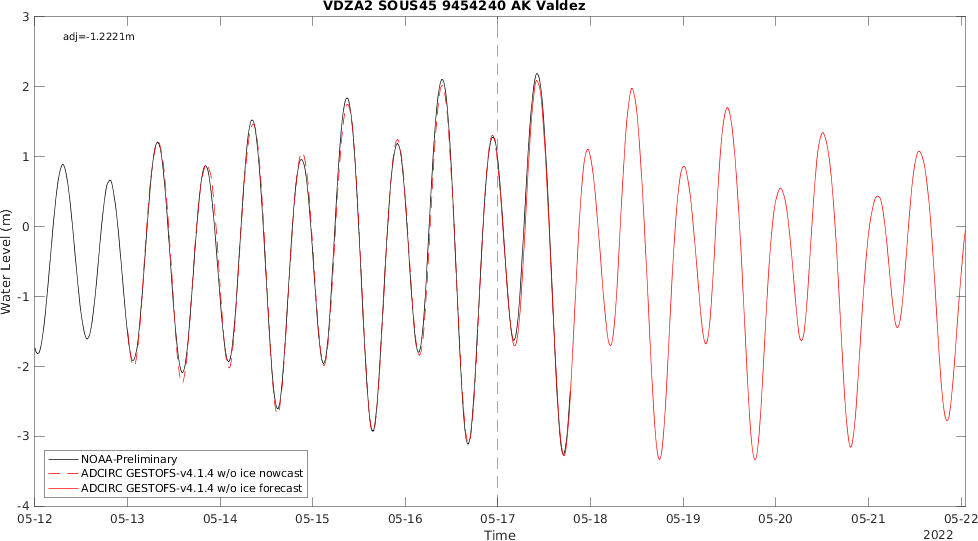 VDZA2 SOUS45 9454240 AK Valdez
adj=-1.2221m
3
2
1
0
-1
-2
-3
-4
Water Level (m)
NOAA-Preliminary
ADCIRC GESTOFS-v4.1.4 w/o ice nowcast
ADCIRC GESTOFS-v4.1.4 w/o ice forecast
05-12 05-13 05-14 05-15 05-16 05-17 05-18 05-19 05-20 05-21 05-22
Time
2022